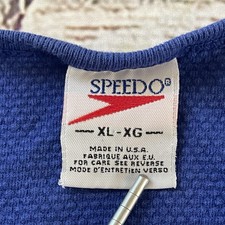 SPEEDO®
XL-XG
MADE IN U.S.A.
FABRIQUE AUX E.U.
FOR CARE SEE REVERSE
MODE D'ENTRETIEN VERSO